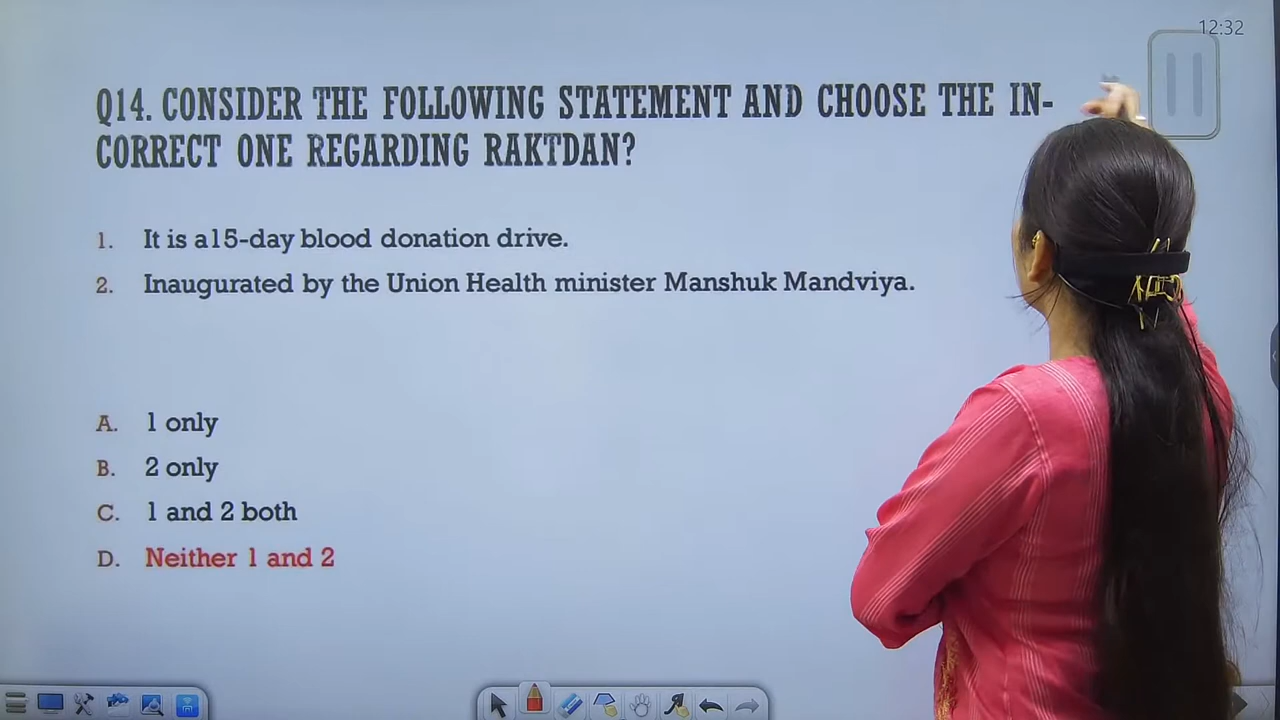 12:32
Q14. CONSIDER THE FOLLOWING STATEMENT AND CHOOSE THE IN-
CORRECT ONE REGARDING RAKTDAN?
1. It is a15-day blood donation drive.
2. Inaugurated by the Union Health minister Manshuk Mandviya.
A. 1 only
B. 2 only
C. 1 and 2 both
D. Neither 1 and 2